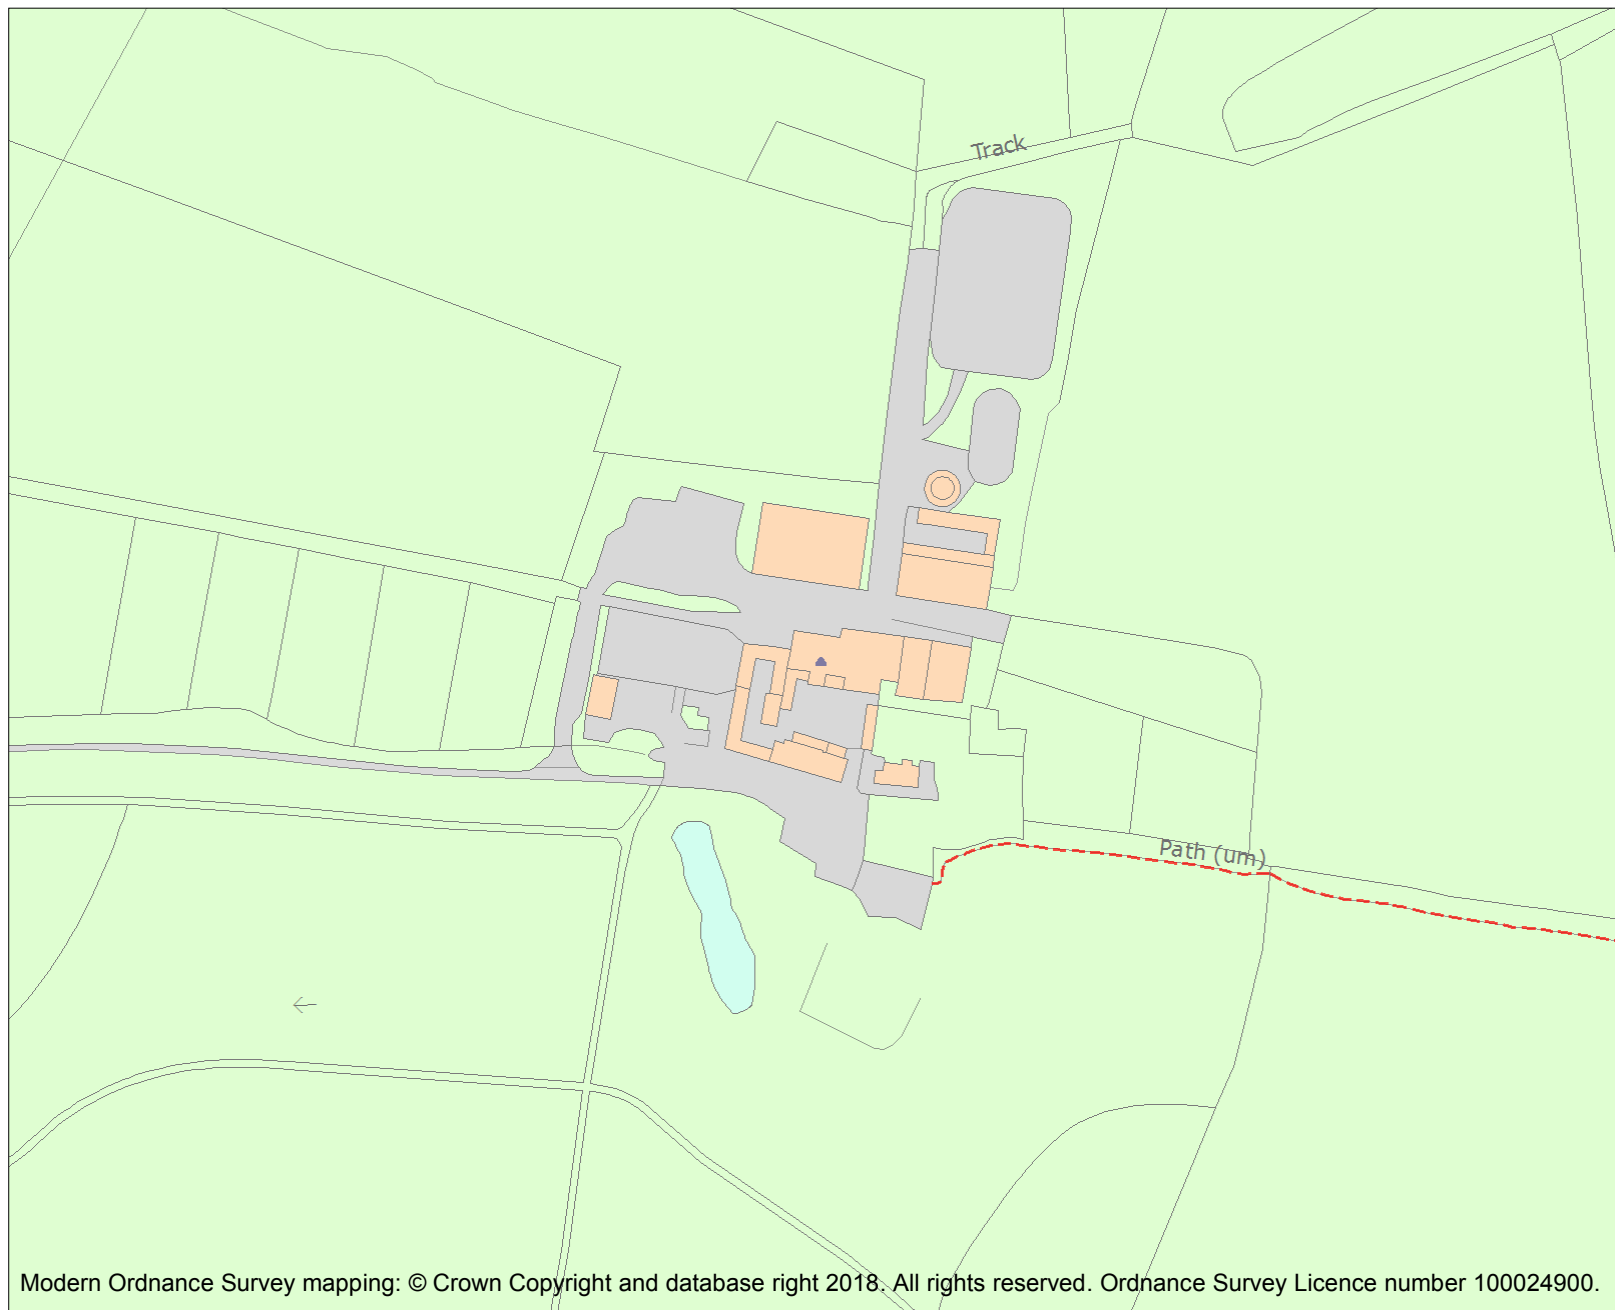 Track
Path (um)
Modern Ordnance Survey mapping: © Crown Copyright and database right 2018. All rights reserved. Ordnance Survey Licence number 100024900.